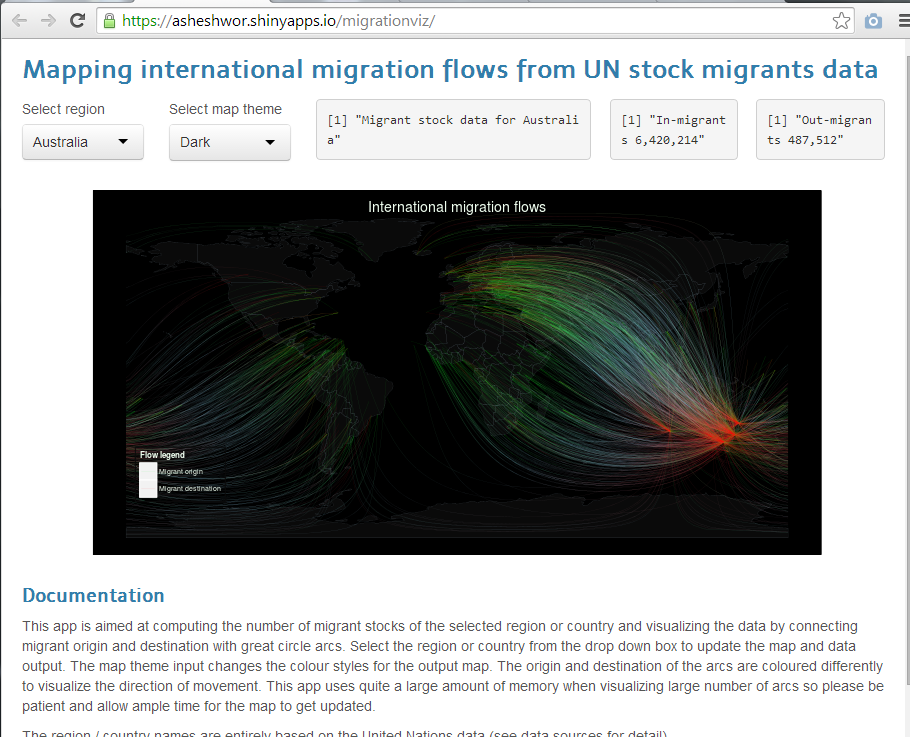 https://asheshwor.shinyapps.io/migrationviz/
Mapping international migration flows from UN stock migrants data
Select region
Select map theme
Australia
Dark
[1] "Migrant stock data for Australi
a"
[1] "In-migrant
s 6,420,214"
[1] "Out-migran
ts 487,512"
International migration flows
Flow legend
Migrant origin
Migrant destination
Documentation
This app is aimed at computing the number of migrant stocks of the selected region or country and visualizing the data by connecting
migrant origin and destination with great circle arcs. Select the region or country from the drop down box to update the map and data
output. The map theme input changes the colour styles for the output map. The origin and destination of the arcs are coloured differently
to visualize the direction of movement. This app uses quite a large amount of memory when visualizing large number of arcs so please be
patient and allow ample time for the map to get updated.
The region / country names are entirely based on the United Nations data (see data sources for detail)